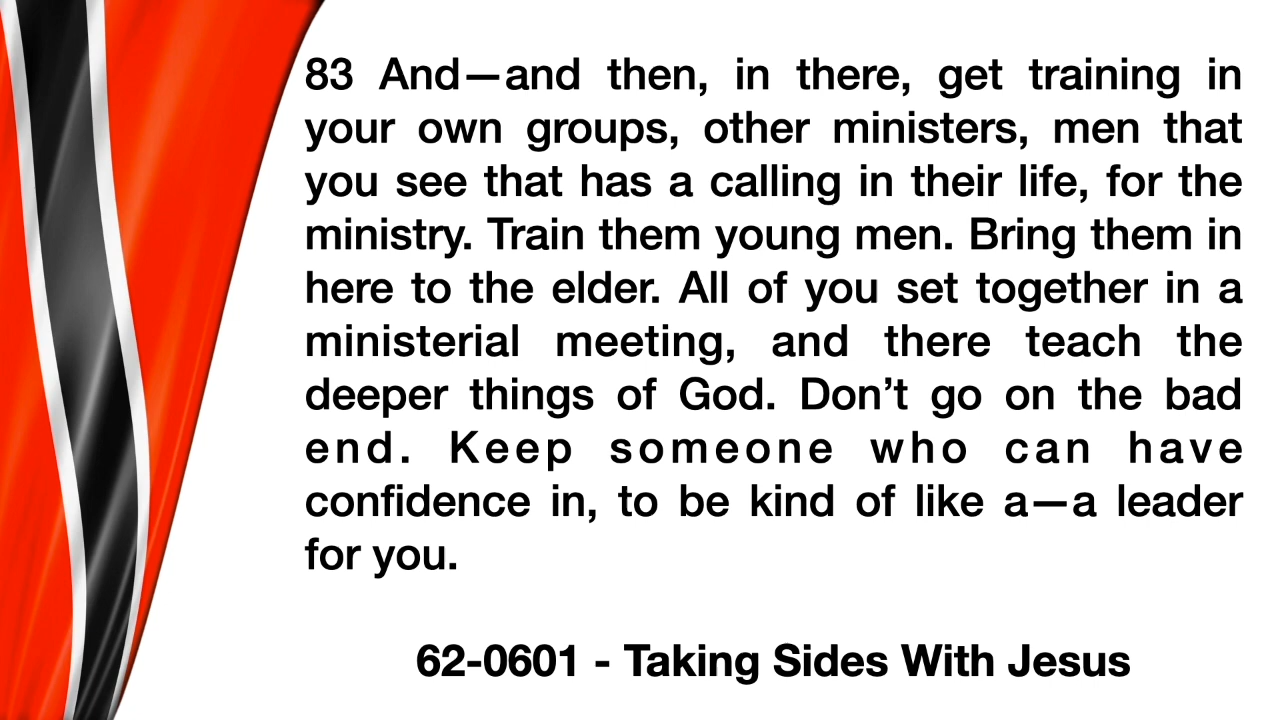 83 And—and then, in there, get training in
your own groups, other ministers, men that
you see that has a calling in their life, for the
ministry. Train them young men. Bring them in
here to the elder. All of you set together in a
ministerial meeting, and there teach the
deeper things of God. Don’t go on the bad
end. Keep someone who can have
confidence in, to be kind of like a—a leader
for you.
62-0601 - Taking Sides With Jesus